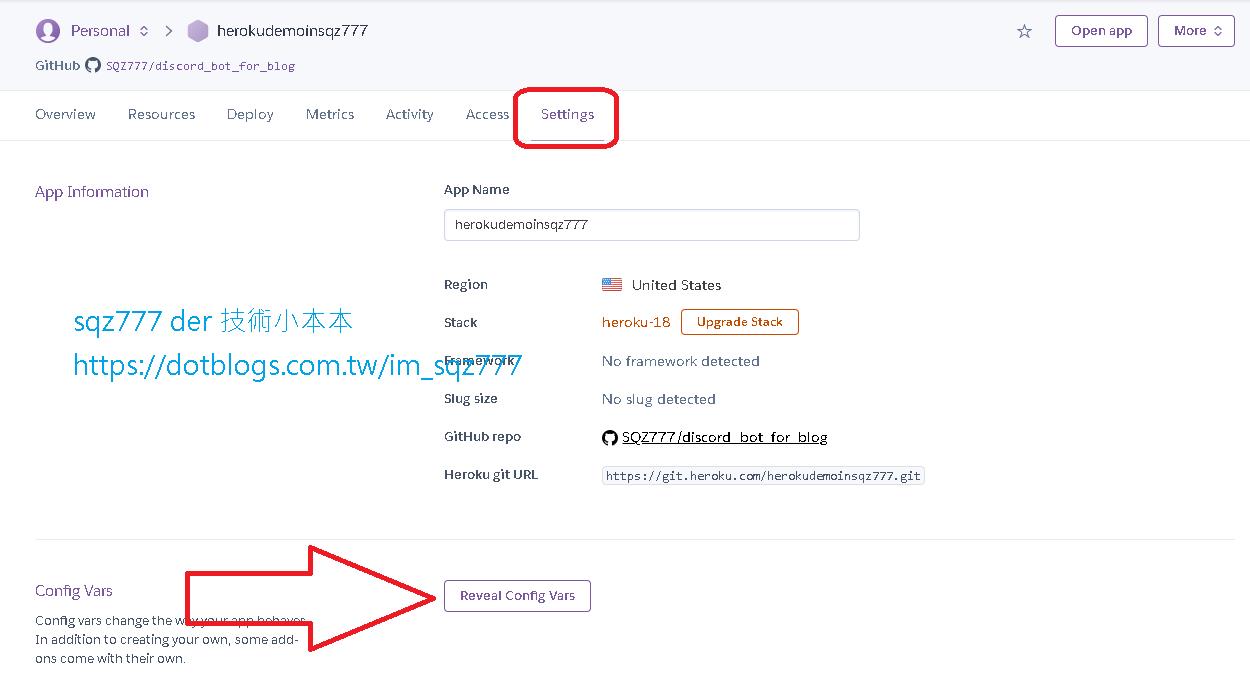 Personal herokudemoinsqz777 Open app More
GitHub SQZ777/discord_bot_for_blog
Overview Resources Deploy Metrics Activity Access Settings
App Information
App Name
herokudemoinsqz777
Region United States
sqz777 der 技術小本本
Stack heroku-18 Upgrade Stack
https://dotblogs.com.tw/im_sqz777
Framework No framework detected
Slug size No slug detected
GitHub repo SQZ777/discord_bot_for_blog
Heroku git URL https://git.heroku.com/herokudemoinsqz777.git
Config Vars
Reveal Config Vars
Config vars change the way your app behaves.
In addition to creating your own, some add-
ons come with their own.